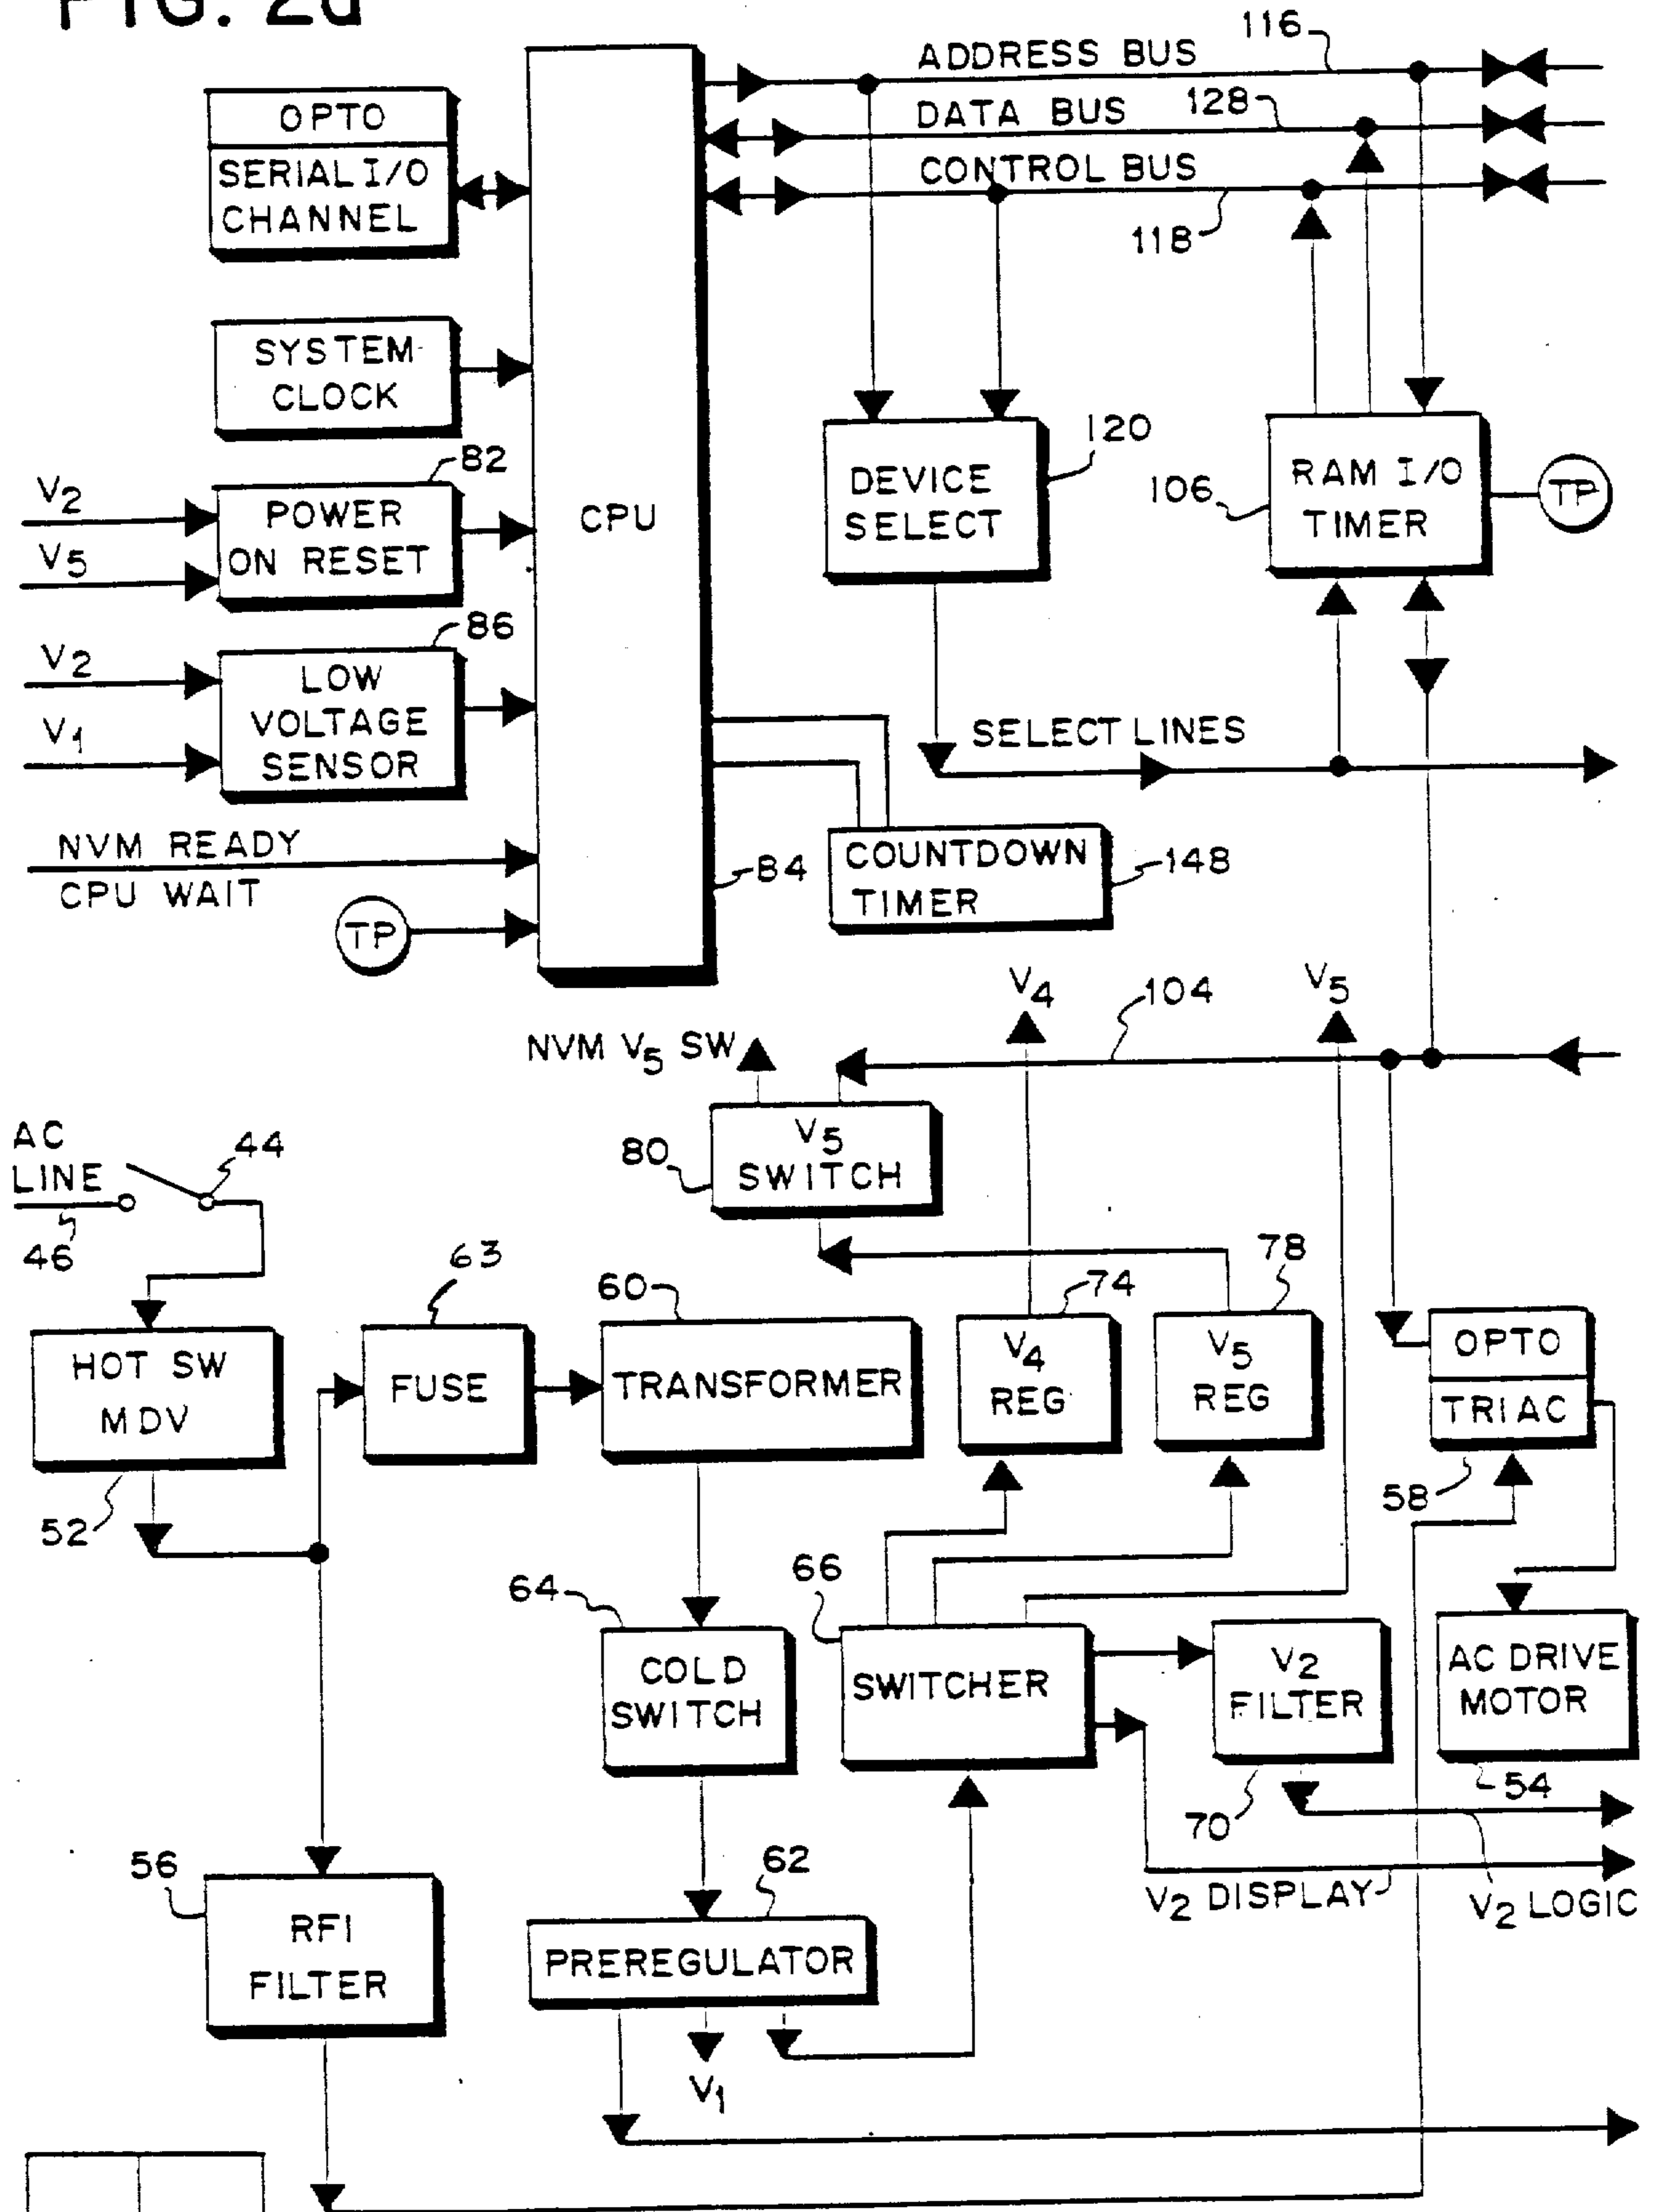 FIG. 2a
116
ADDRESS BUS
OPTO
DATA BUS
128
SERIAL I/O
CHANNEL
CONTROL BUS
118
SYSTEM
CLOCK
120
82
V2
POWER
ON RESET
V5
CPU
DEVICE
SELECT
106
RAM I/O
TIMER
TP
86
V2
LOW
VOLTAGE
SENSOR
V1
SELECT LINES
NVM READY
CPU WAIT
84
COUNTDOWN
TIMER
148
TP
V4
104
V5
NVM V5 SW
AC
LINE
44
46
80
V5
SWITCH
63
60
74
78
HOT SW
MDV
FUSE
TRANSFORMER
V4
REG
V5
REG
OPTO
TRIAC
52
58
64
66
COLD
SWITCH
SWITCHER
V2
FILTER
AC DRIVE
MOTOR
54
70
56
62
V2 DISPLAY
V2 LOGIC
RFI
FILTER
PREREGULATOR
V1